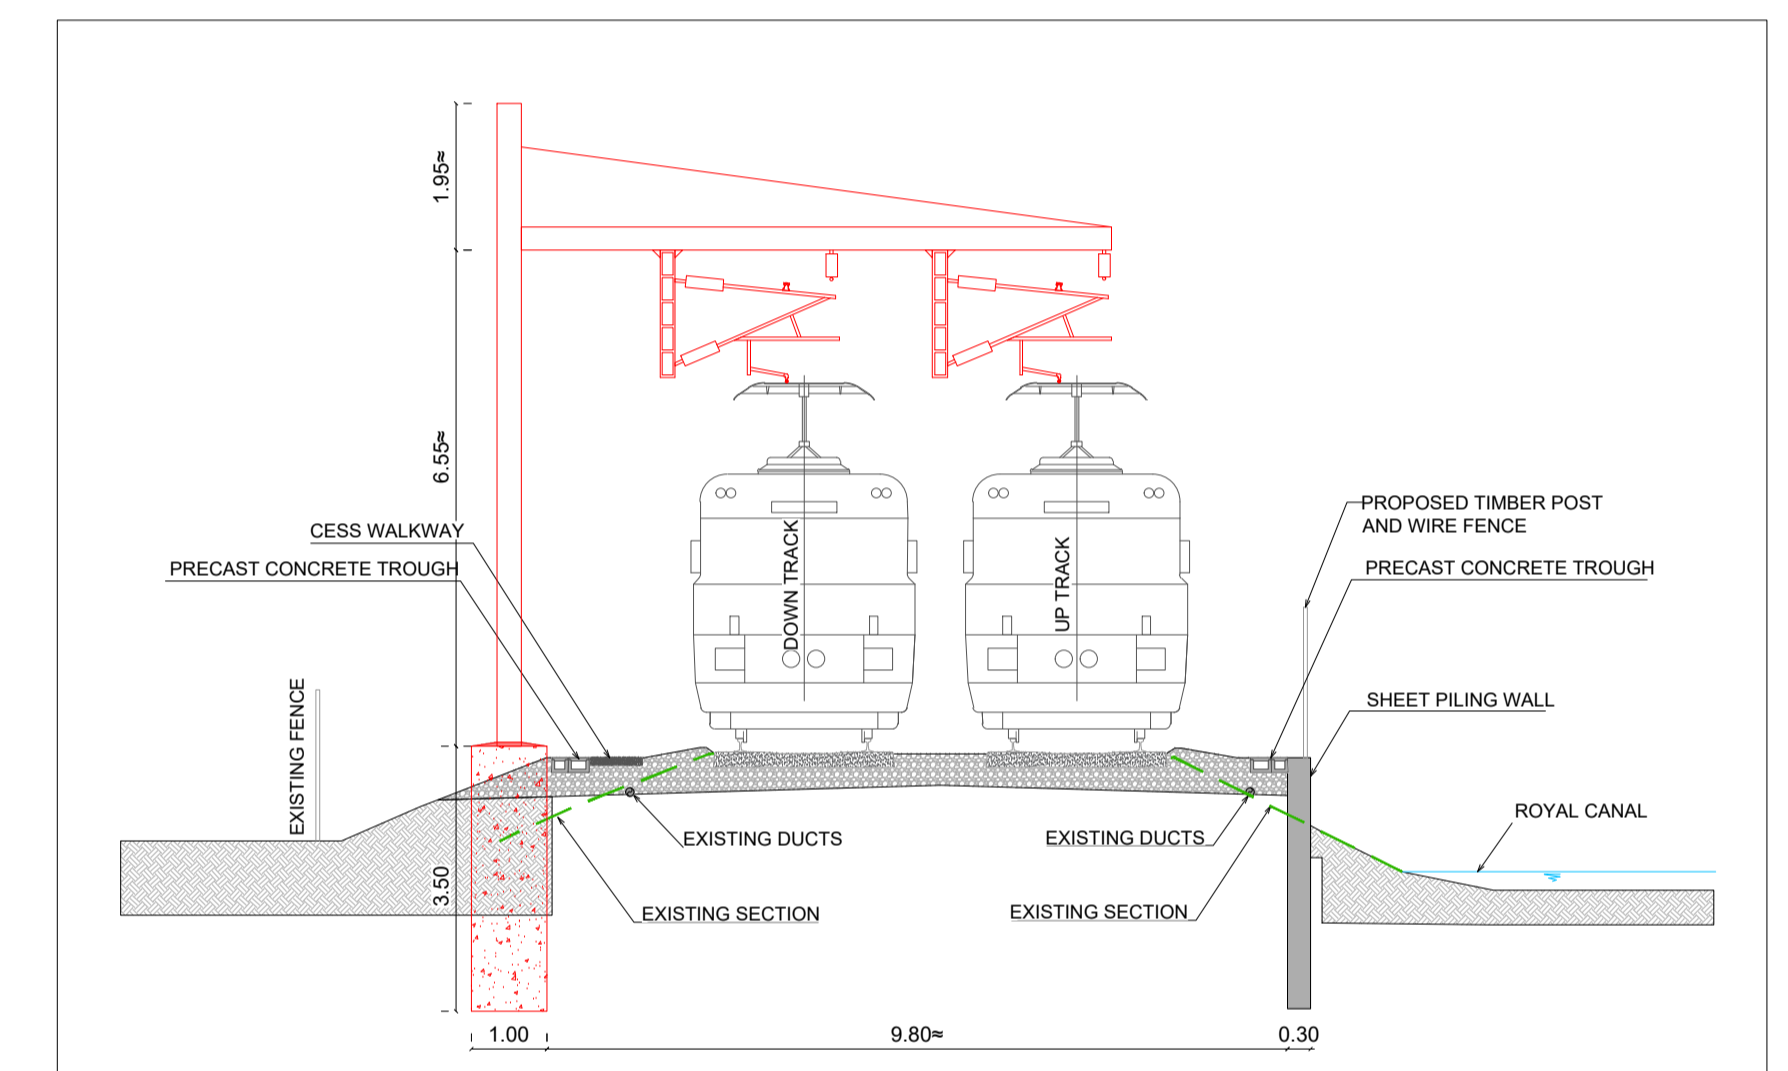 1.95≈
6.55≈
CESS WALKWAY
PRECAST CONCRETE TROUGH
DOWN TRACK
UP TRACK
PROPOSED TIMBER POST
AND WIRE FENCE
PRECAST CONCRETE TROUGH
EXISTING FENCE
SHEET PILING WALL
ROYAL CANAL
EXISTING DUCTS
EXISTING DUCTS
3.50
EXISTING SECTION
EXISTING SECTION
1.00
9.80≈
0.30